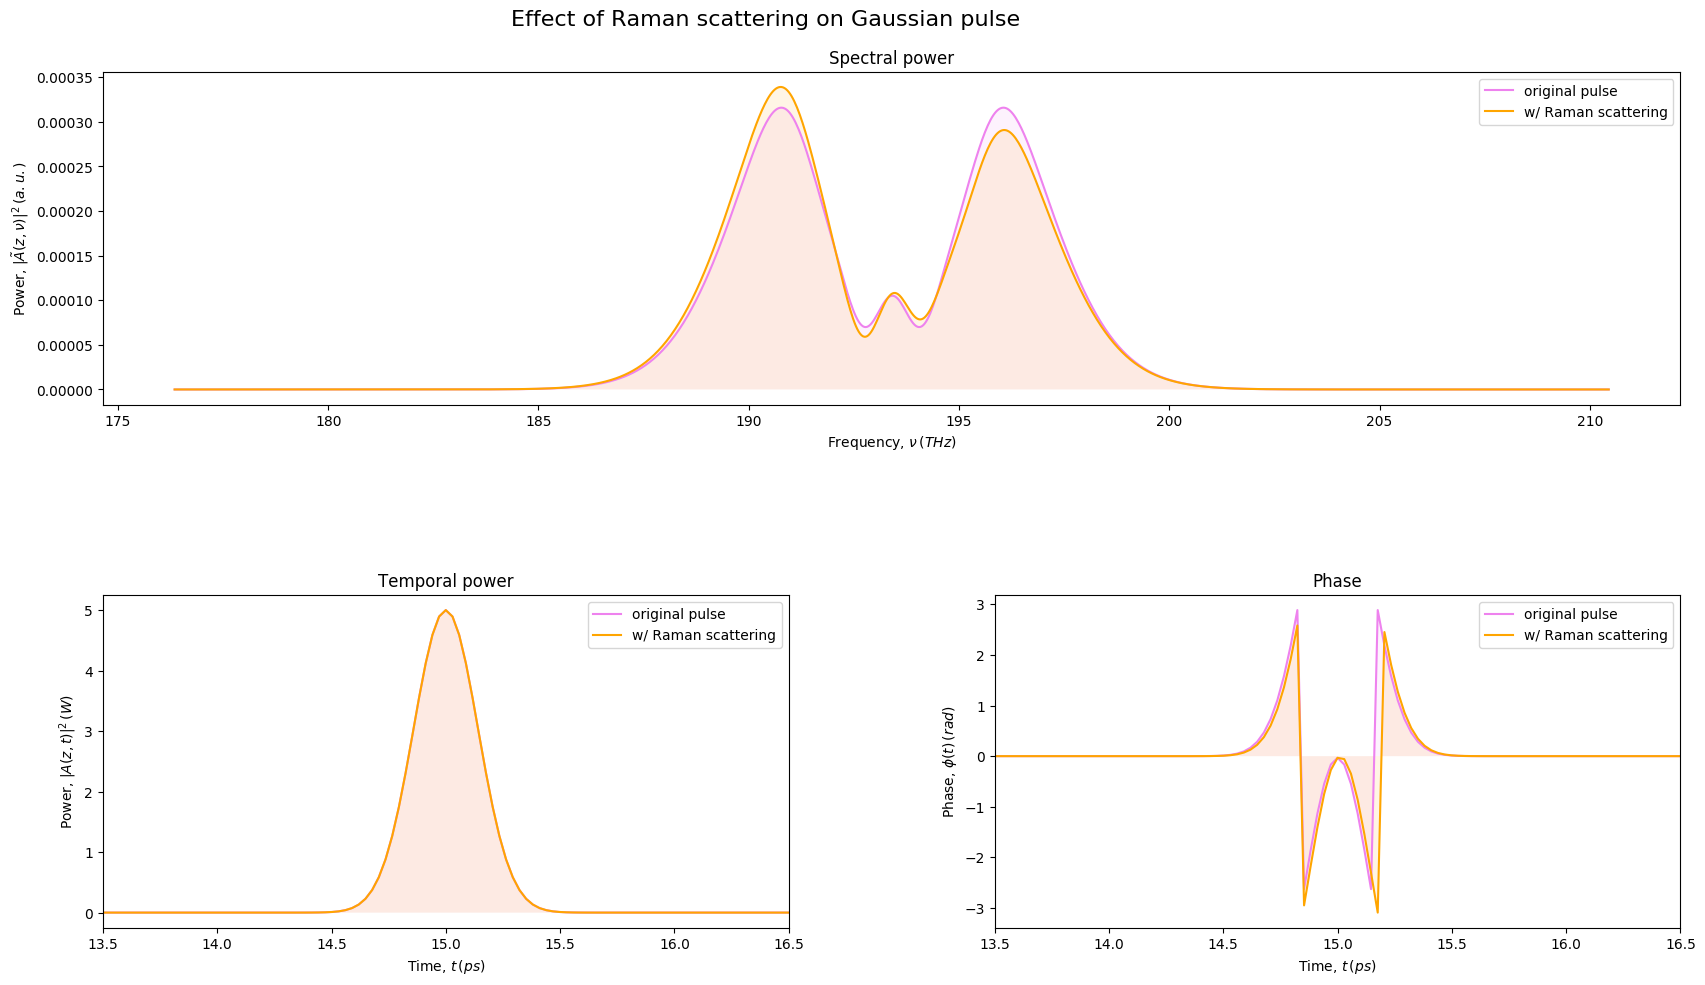 Effect of Raman scattering on Gaussian pulse
Spectral power
Power, |Ã(z, ν)|² (a. u.)
0.00035
0.00030
0.00025
0.00020
0.00015
0.00010
0.00005
0.00000
original pulse
w/ Raman scattering
175 180 185 190 195 200 205 210
Frequency, ν (THz)
Temporal power
Power, |A(z, t)|² (W)
5
4
3
2
1
0
original pulse
w/ Raman scattering
13.5 14.0 14.5 15.0 15.5 16.0 16.5
Time, t (ps)
Phase
Phase, ϕ(t) (rad)
3
2
1
0
−1
−2
−3
original pulse
w/ Raman scattering
13.5 14.0 14.5 15.0 15.5 16.0 16.5
Time, t (ps)